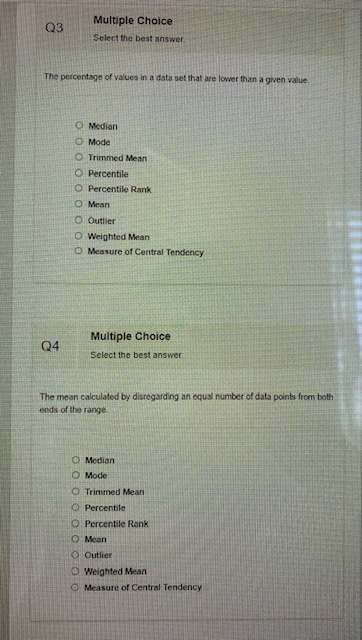 Q3
Multiple Choice
Select the best answer.
The percentage of values in a data set that are lower than a given value.
Median
Mode
Trimmed Mean
Percentile
Percentile Rank
Mean
Outlier
Weighted Mean
Measure of Central Tendency
Q4
Multiple Choice
Select the best answer.
The mean calculated by disregarding an equal number of data points from both
ends of the range.
Median
Mode
Trimmed Mean
Percentile
Percentile Rank
Mean
Outlier
Weighted Mean
Measure of Central Tendency